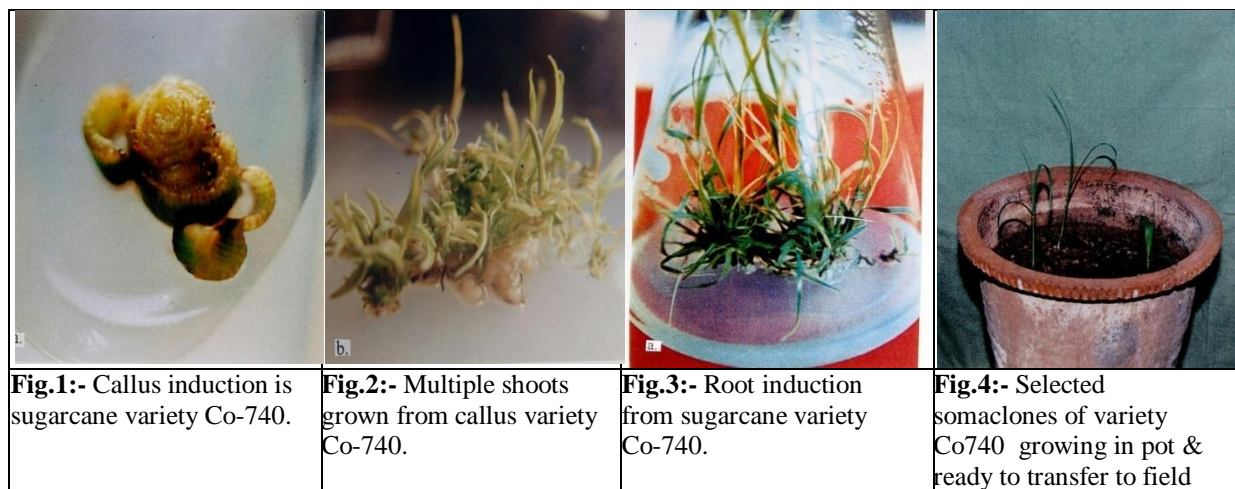 a.
b.
a.
Fig.1:- Callus induction is
sugarcane variety Co-740.
Fig.2:- Multiple shoots
grown from callus variety
Co-740.
Fig.3:- Root induction
from sugarcane variety
Co-740.
Fig.4:- Selected
somaclones of variety
Co740 growing in pot &
ready to transfer to field